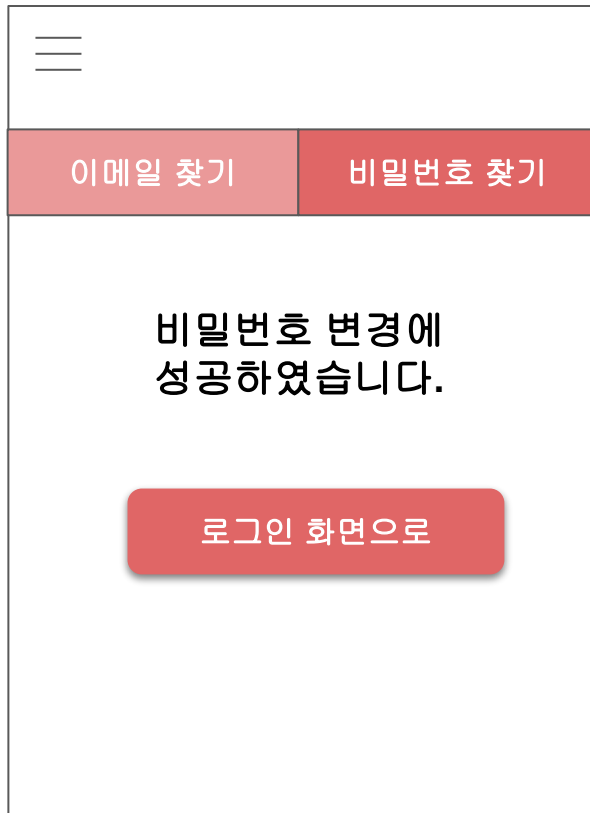 이메일 찾기
비밀번호 찾기
비밀번호 변경에
성공하였습니다.
로그인 화면으로